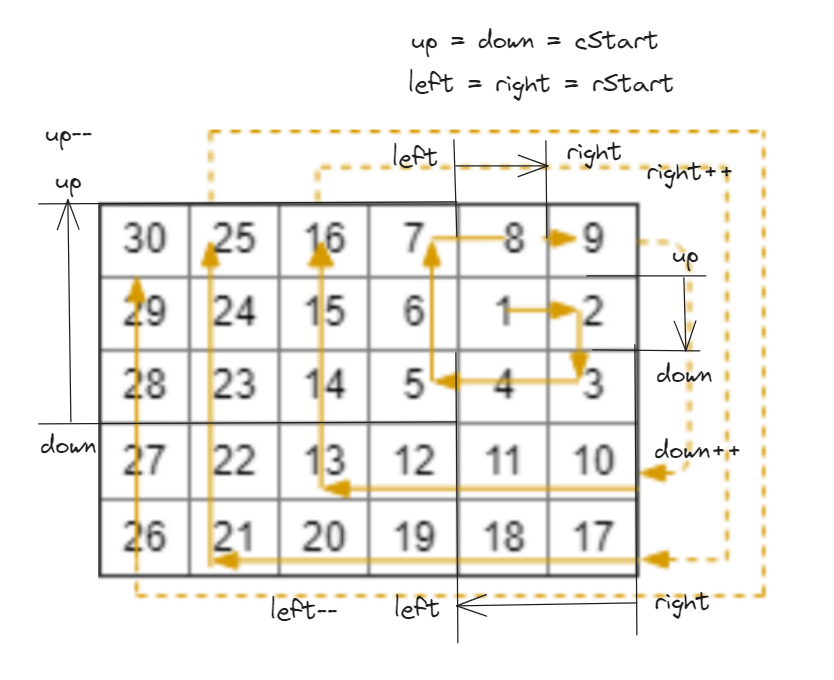 up = down = cStart
left = right = rStart
up--
left right
right++
up
30 25 16 7 8 9
up
29 24 15 6 1 2
28 23 14 5 4 3
down
down
27 22 13 12 11 10
down++
26 21 20 19 18 17
left-- left right